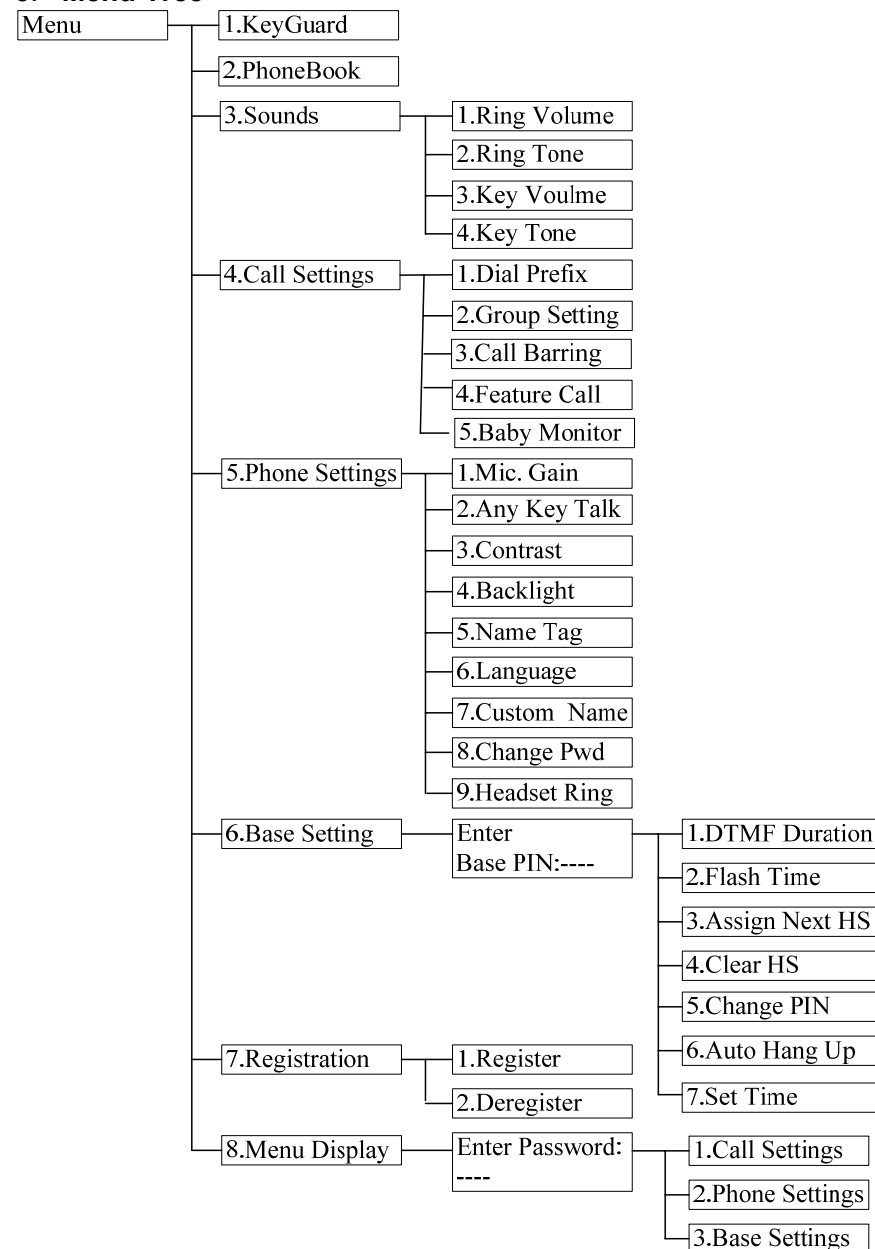 Menu Tree
Menu
1.KeyGuard
2.PhoneBook
3.Sounds
1.Ring Volume
2.Ring Tone
3.Key Voulme
4.Key Tone
4.Call Settings
1.Dial Prefix
2.Group Setting
3.Call Barring
4.Feature Call
5.Baby Monitor
5.Phone Settings
1.Mic. Gain
2.Any Key Talk
3.Contrast
4.Backlight
5.Name Tag
6.Language
7.Custom Name
8.Change Pwd
9.Headset Ring
6.Base Setting
Enter
Base PIN:----
1.DTMF Duration
2.Flash Time
3.Assign Next HS
4.Clear HS
5.Change PIN
6.Auto Hang Up
7.Set Time
7.Registration
1.Register
2.Deregister
8.Menu Display
Enter Password:
----
1.Call Settings
2.Phone Settings
3.Base Settings